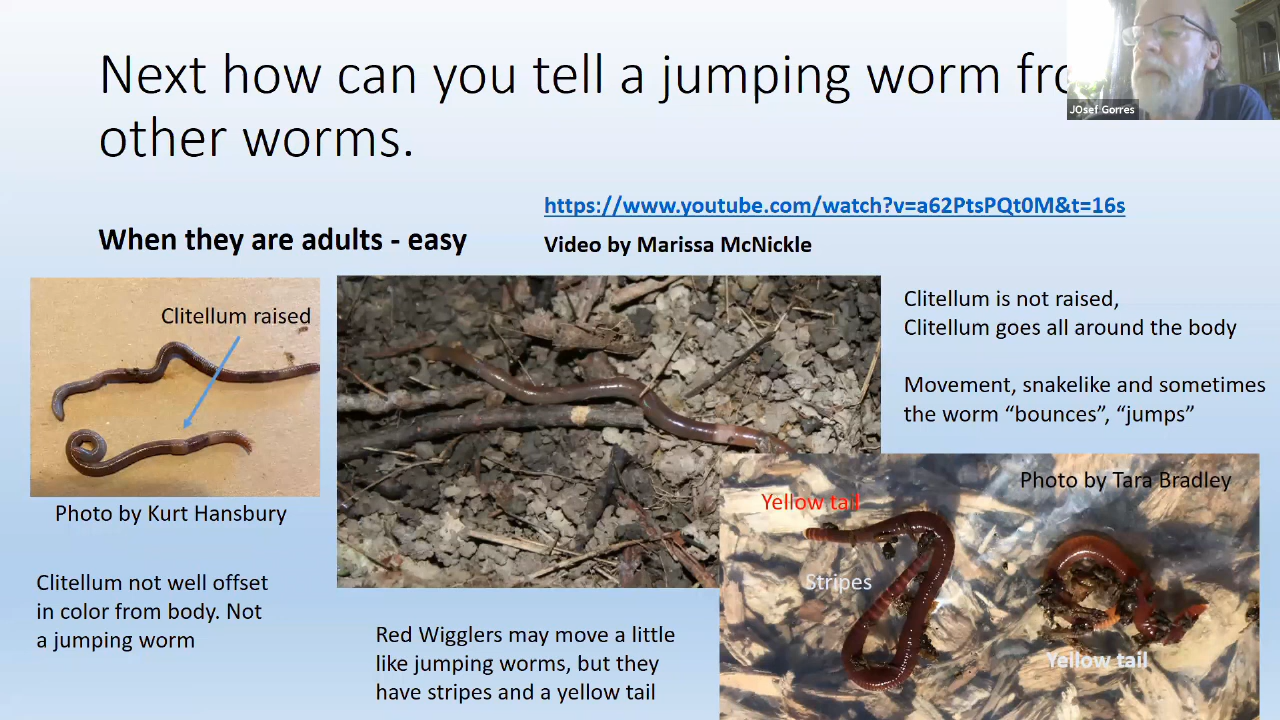 Next how can you tell a jumping worm fro
other worms.
JOsef Gorres
https://www.youtube.com/watch?v=a62PtsPQt0M&t=16s
When they are adults - easy
Video by Marissa McNickle
Clitellum raised
Clitellum is not raised,
Clitellum goes all around the body
Movement, snakelike and sometimes
the worm “bounces”, “jumps”
Photo by Tara Bradley
Yellow tail
Stripes
Yellow tail
Photo by Kurt Hansbury
Clitellum not well offset
in color from body. Not
a jumping worm
Red Wigglers may move a little
like jumping worms, but they
have stripes and a yellow tail